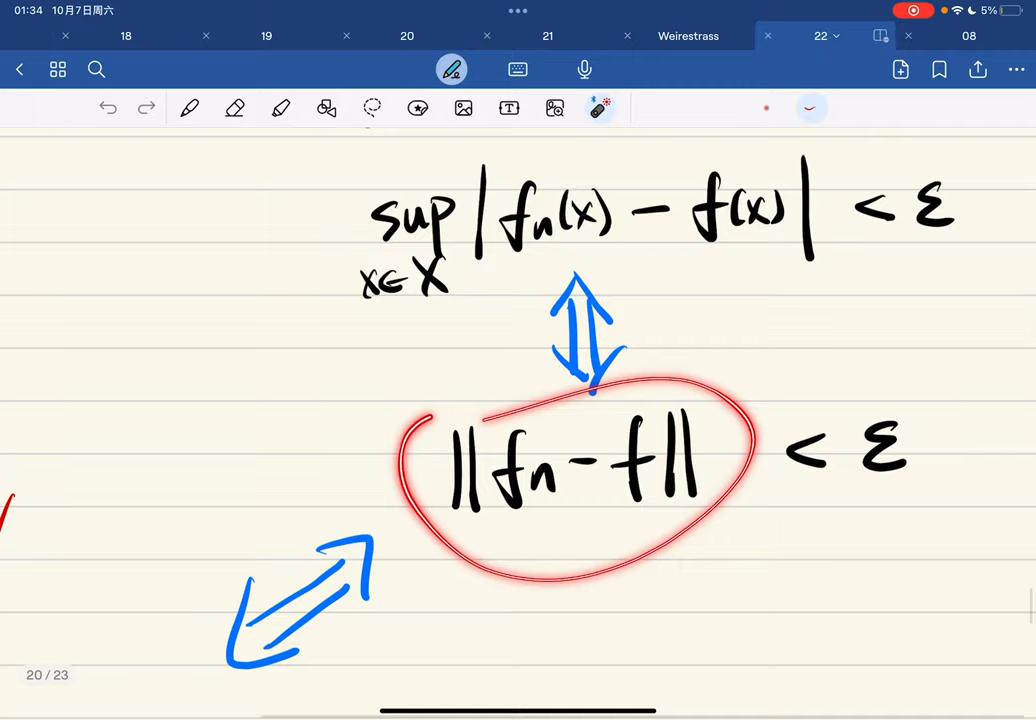 01:34 10月7日周六 5%
18 19 20 21 Weirestrass 22 08
sup |fn(x) - f(x)| < ε
x∈X
||fn - f|| < ε
20 / 23